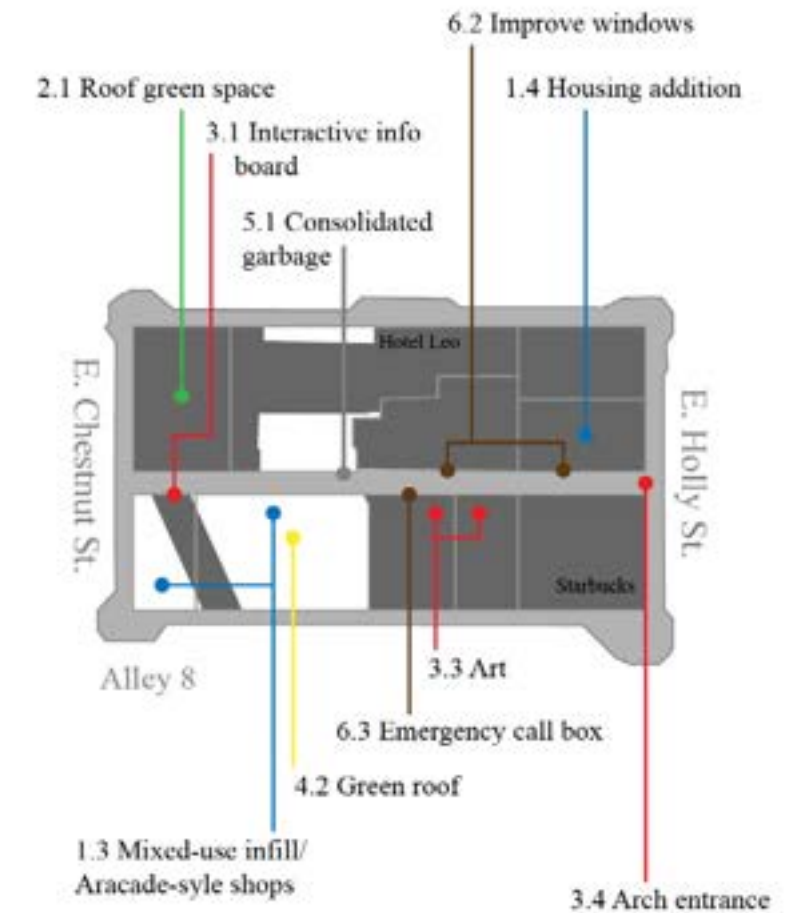 6.2 Improve windows
2.1 Roof green space
1.4 Housing addition
3.1 Interactive info
board
5.1 Consolidated
garbage
Hotel Leo
E. Chestnut St.
E. Holly St.
Starbucks
3.3 Art
Alley 8
6.3 Emergency call box
4.2 Green roof
1.3 Mixed-use infill/
Aracade-syle shops
3.4 Arch entrance